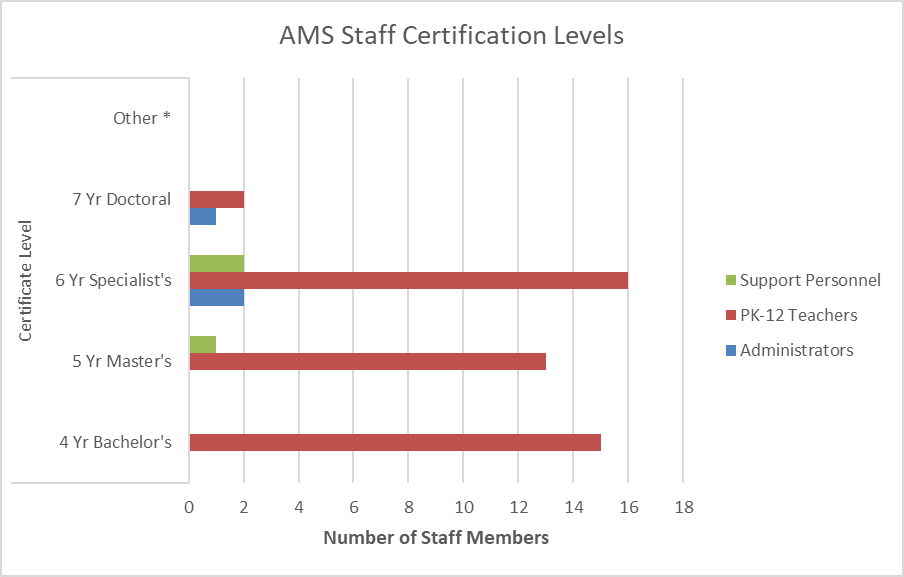 AMS Staff Certification Levels
Certificate Level
Other *
7 Yr Doctoral
6 Yr Specialist's
5 Yr Master's
4 Yr Bachelor's
0 2 4 6 8 10 12 14 16 18
Number of Staff Members
Support Personnel
PK-12 Teachers
Administrators